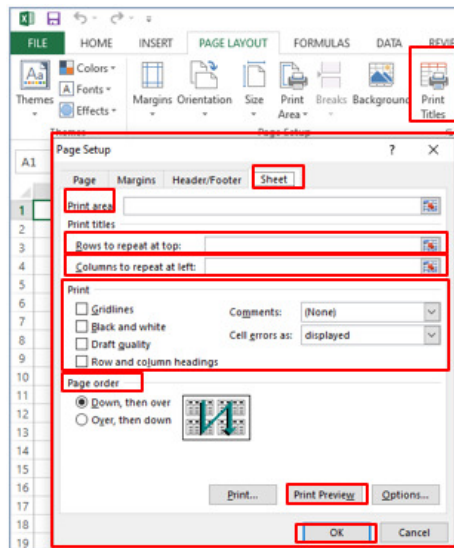 FILE HOME INSERT PAGE LAYOUT FORMULAS DATA REVIE
Aa Colors
A Fonts
Effects
Themes Margins Orientation Size Print Area Breaks Background Print Titles
Themes Page Setup
A1
Page Setup ? X
Page Margins Header/Footer Sheet
Print area:
Print titles
Rows to repeat at top:
Columns to repeat at left:
Print
Gridlines Comments: (None)
Black and white Cell errors as: displayed
Draft quality
Row and column headings
Page order
Down, then over
Over, then down
Print... Print Preview Options...
OK Cancel
1
2
3
4
5
6
7
8
9
10
11
12
13
14
15
16
17
18
19